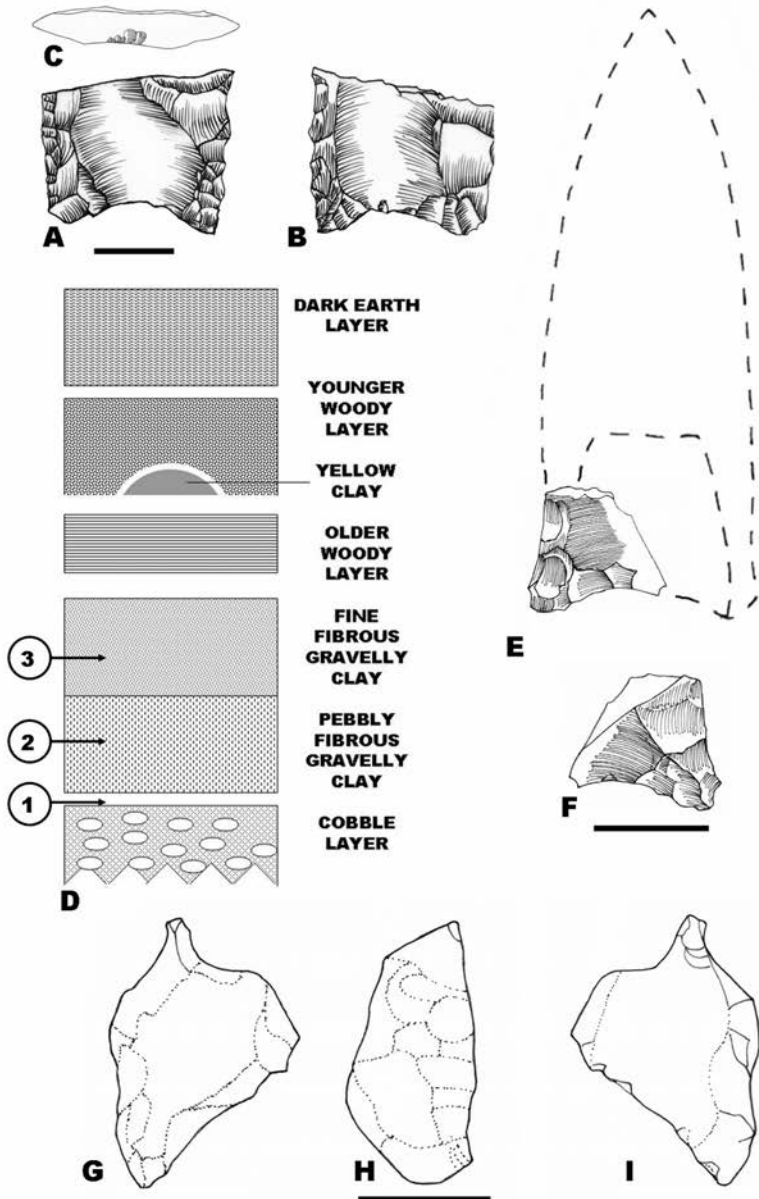 C
A
B
DARK EARTH
LAYER
YOUNGER
WOODY
LAYER
YELLOW
CLAY
OLDER
WOODY
LAYER
E
FINE
FIBROUS
GRAVELLY
CLAY
3
PEBBLY
FIBROUS
GRAVELLY
CLAY
2
1
F
COBBLE
LAYER
D
G
H
I